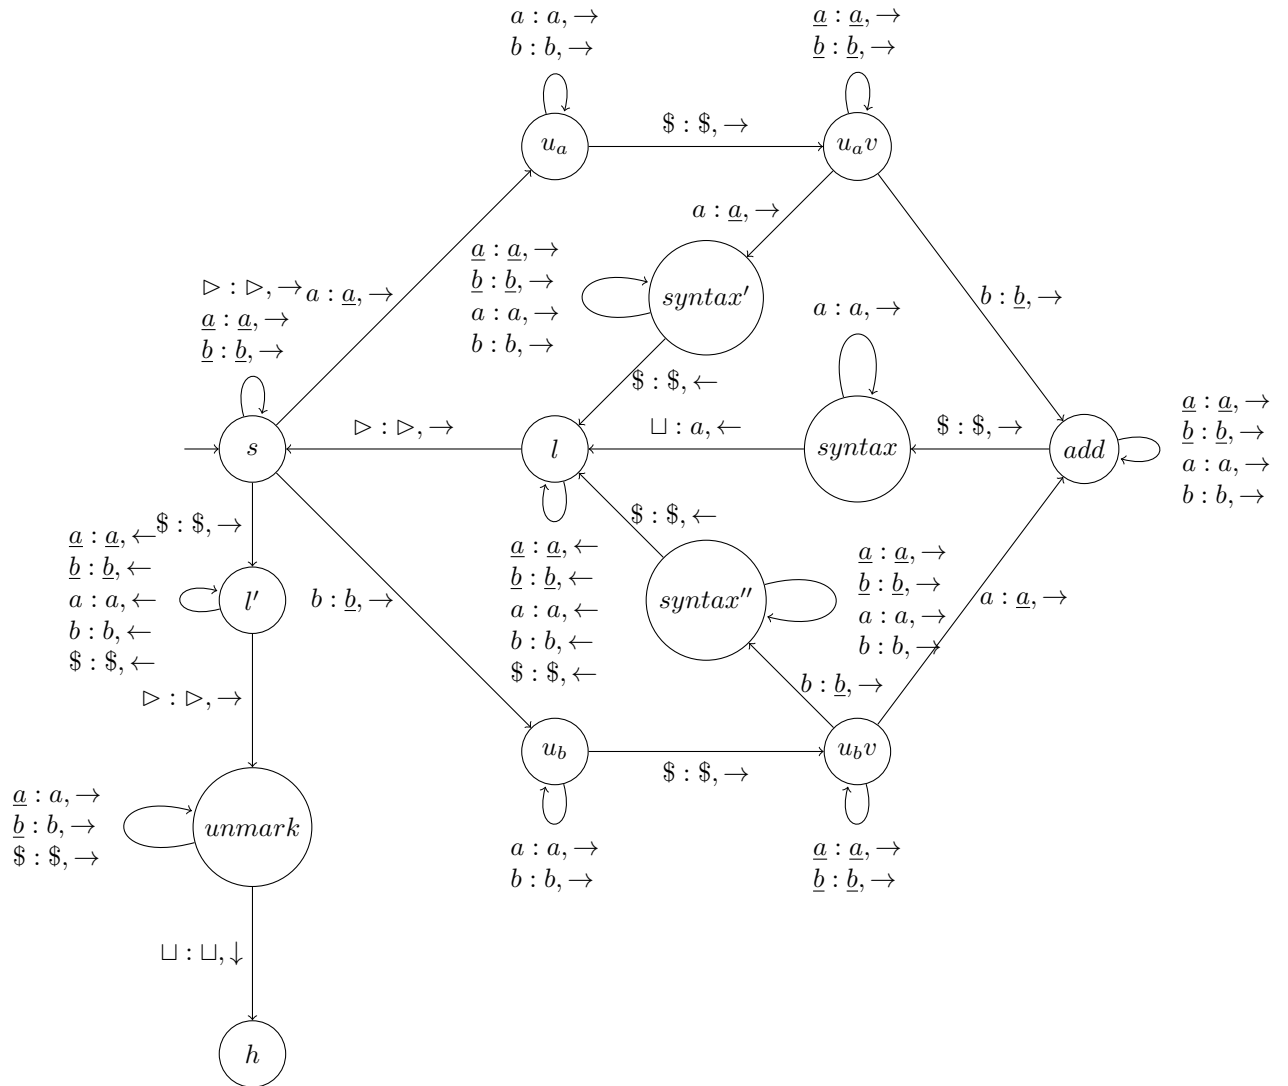 a : a, →
b : b, →
a̲ : a̲, →
b̲ : b̲, →
u_a
$ : $, →
u_a v
a : a̲, →
a̲ : a̲, →
b̲ : b̲, →
a : a, →
b : b, →
syntax′
▷ : ▷, →
a̲ : a̲, →
b̲ : b̲, →
a : a̲, →
a : a, →
b : b̲, →
$ : $, ←
s
▷ : ▷, →
l
⊔ : a, ←
syntax
$ : $, →
add
a̲ : a̲, →
b̲ : b̲, →
a : a, →
b : b, →
$ : $, →
a̲ : a̲, ←
b̲ : b̲, ←
a : a, ←
b : b, ←
$ : $, ←
l′
b : b̲, →
a̲ : a̲, ←
b̲ : b̲, ←
a : a, ←
b : b, ←
$ : $, ←
$ : $, ←
syntax′′
a̲ : a̲, →
b̲ : b̲, →
a : a, →
b : b, →
a : a̲, →
▷ : ▷, →
b : b̲, →
u_b
$ : $, →
u_b v
a̲ : a, →
b̲ : b, →
$ : $, →
unmark
a : a, →
b : b, →
a̲ : a̲, →
b̲ : b̲, →
⊔ : ⊔, ↓
h